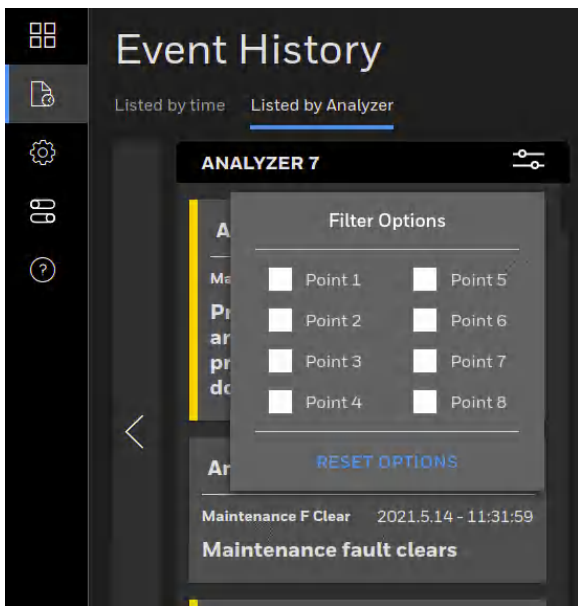 Event History
Listed by time Listed by Analyzer
ANALYZER 7
Filter Options
Point 1 Point 5
Point 2 Point 6
Point 3 Point 7
Point 4 Point 8
RESET OPTIONS
Maintenance F Clear 2021.5.14 - 11:31:59
Maintenance fault clears